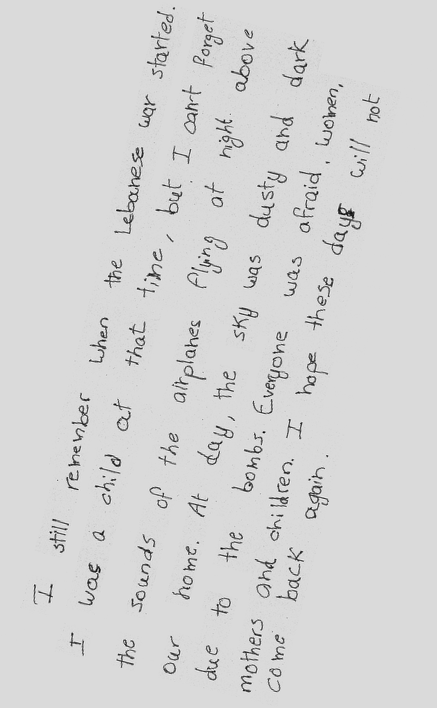 I still remember when the Lebanese war started.
I was a child at that time, but I can't forget
the sounds of the airplanes flying at night above
our home. At day, the sky was dusty and dark
due to the bombs. Everyone was afraid, women,
mothers and children. I hope these days will not
come back again.